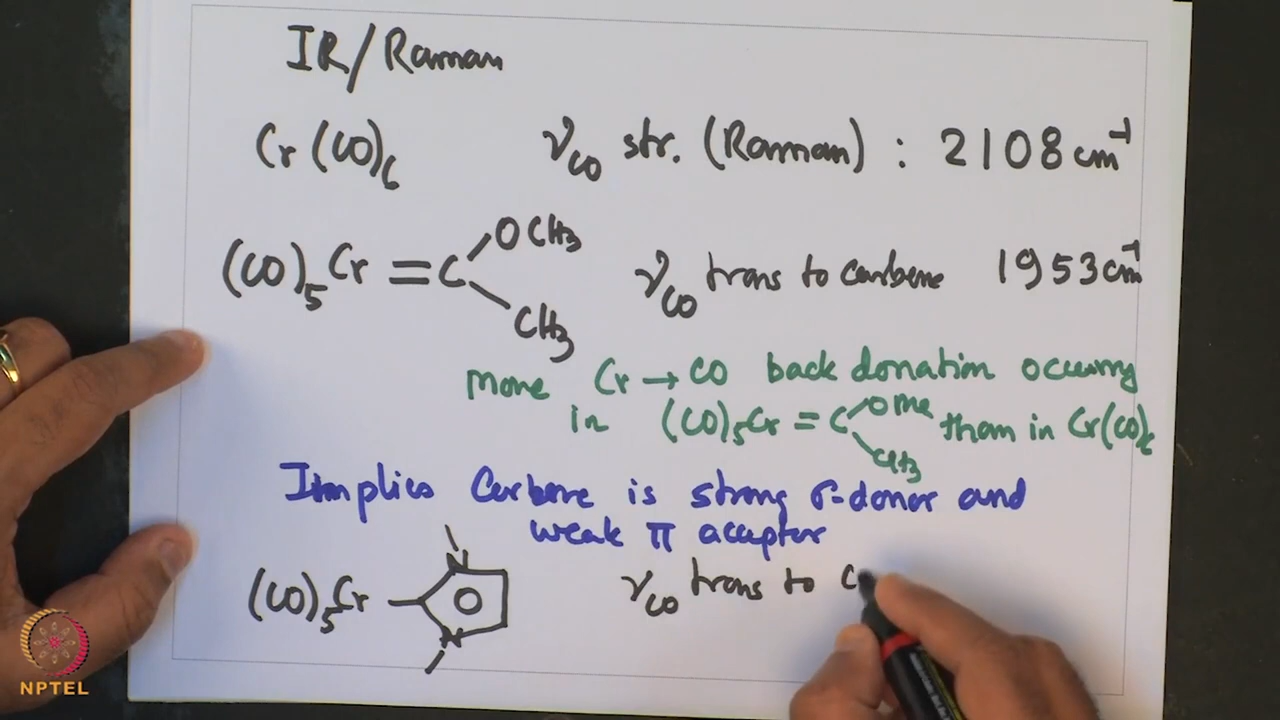 IR/Raman
Cr(CO)6 νCO str. (Raman) : 2108 cm-1
OCH3
(CO)5Cr = C νCO trans to carbene 1953 cm-1
CH3
more Cr → CO back donation occurry
in (CO)5Cr = C OMe than in Cr(CO)6
CH3
Implies Carbene is strong σ-donor and
weak π acceptor
N
(CO)5Cr νCO trans to C
N
NPTEL